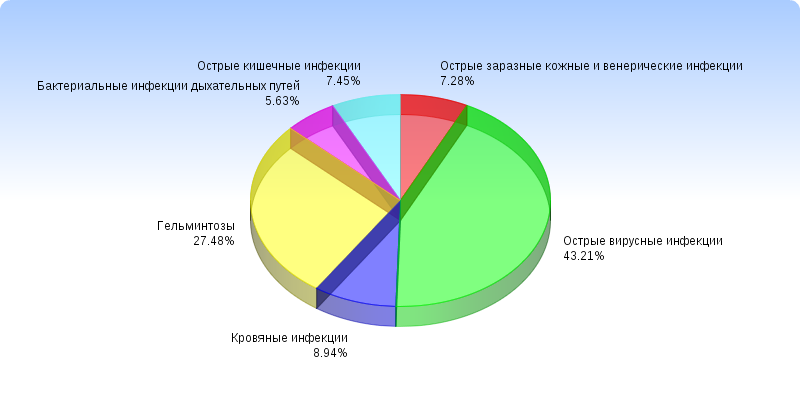 Острые кишечные инфекции
7.45%
Острые заразные кожные и венерические инфекции
7.28%
Бактериальные инфекции дыхательных путей
5.63%
Гельминтозы
27.48%
Острые вирусные инфекции
43.21%
Кровяные инфекции
8.94%